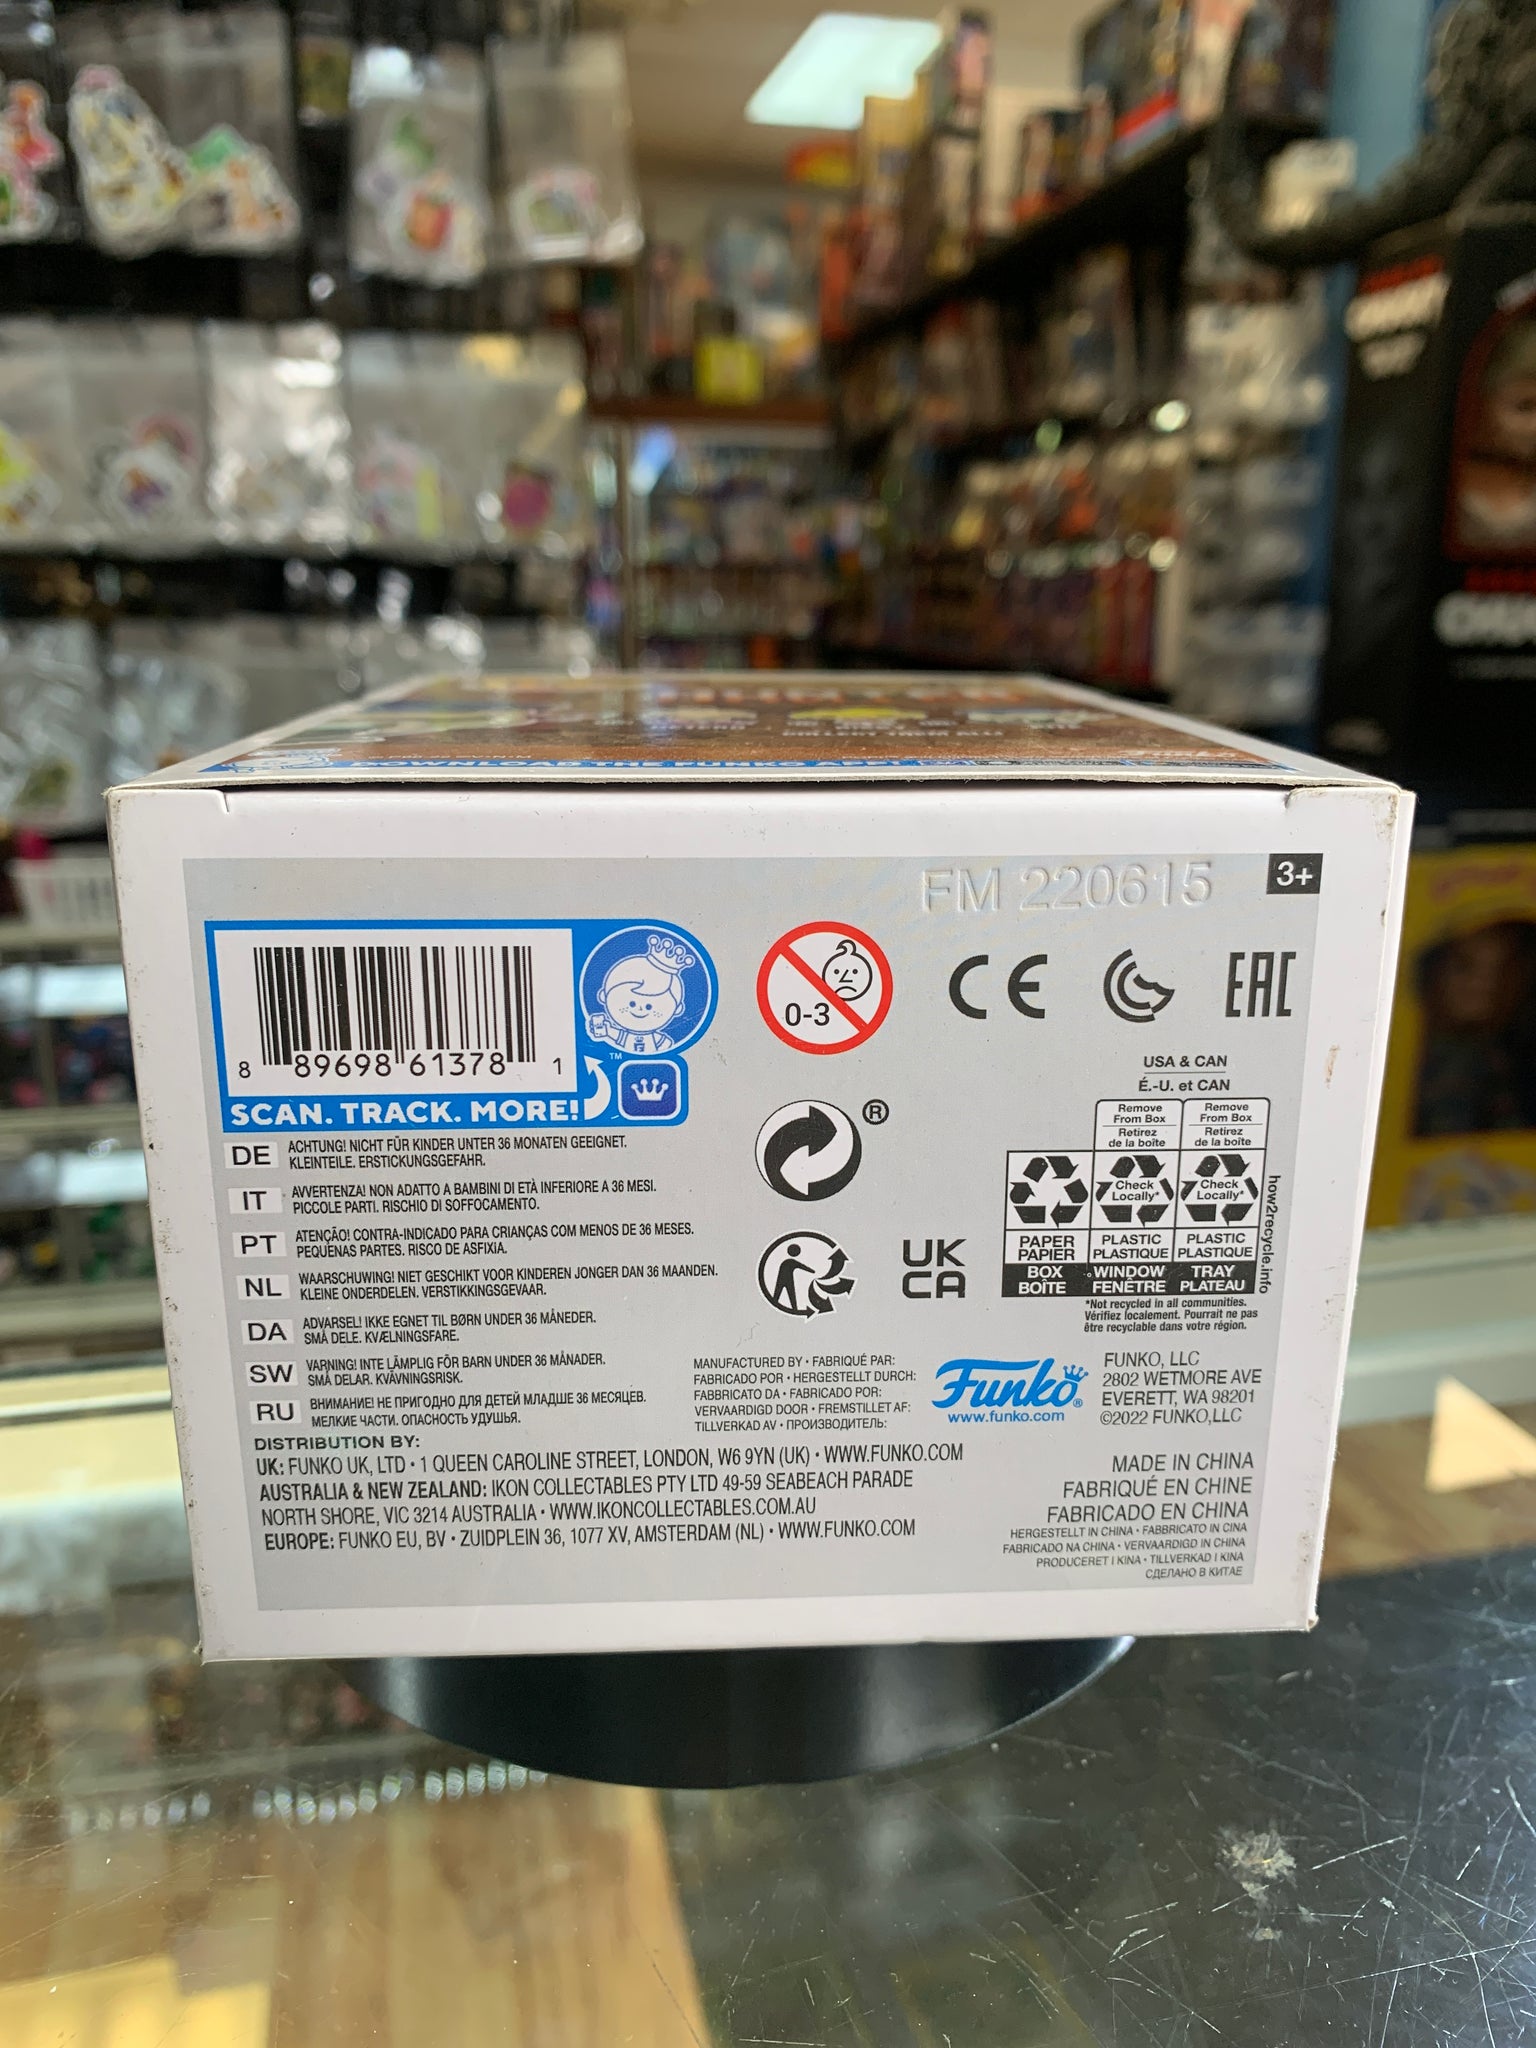 DOWNLOAD THE FUNKO APP!
FM 220615
3+
8 89698 61378 1
™
SCAN. TRACK. MORE!
0-3
CE
EAC
®
UK
CA
USA & CAN
É.-U. et CAN
Remove From Box
Retirez de la boîte
Remove From Box
Retirez de la boîte
Check Locally*
Check Locally*
PAPER PAPIER
PLASTIC PLASTIQUE
PLASTIC PLASTIQUE
BOX BOÎTE
WINDOW FENÊTRE
TRAY PLATEAU
how2recycle.info
*Not recycled in all communities.
Vérifiez localement. Pourrait ne pas
être recyclable dans votre région.
DE ACHTUNG! NICHT FÜR KINDER UNTER 36 MONATEN GEEIGNET.
KLEINTEILE. ERSTICKUNGSGEFAHR.
IT AVVERTENZA! NON ADATTO A BAMBINI DI ETÀ INFERIORE A 36 MESI.
PICCOLE PARTI. RISCHIO DI SOFFOCAMENTO.
PT ATENÇÃO! CONTRA-INDICADO PARA CRIANÇAS COM MENOS DE 36 MESES.
PEQUENAS PARTES. RISCO DE ASFIXIA.
NL WAARSCHUWING! NIET GESCHIKT VOOR KINDEREN JONGER DAN 36 MAANDEN.
KLEINE ONDERDELEN. VERSTIKKINGSGEVAAR.
DA ADVARSEL! IKKE EGNET TIL BØRN UNDER 36 MÅNEDER.
SMÅ DELE. KVÆLNINGSFARE.
SW VARNING! INTE LÄMPLIG FÖR BARN UNDER 36 MÅNADER.
SMÅ DELAR. KVÄVNINGSRISK.
RU ВНИМАНИЕ! НЕ ПРИГОДНО ДЛЯ ДЕТЕЙ МЛАДШЕ 36 МЕСЯЦЕВ.
МЕЛКИЕ ЧАСТИ. ОПАСНОСТЬ УДУШЬЯ.
MANUFACTURED BY • FABRIQUÉ PAR:
FABRICADO POR • HERGESTELLT DURCH:
FABBRICATO DA • FABRICADO POR:
VERVAARDIGD DOOR • FREMSTILLET AF:
TILLVERKAD AV • ПРОИЗВОДИТЕЛЬ:
Funko®
www.funko.com
FUNKO, LLC
2802 WETMORE AVE
EVERETT, WA 98201
©2022 FUNKO,LLC
DISTRIBUTION BY:
UK: FUNKO UK, LTD • 1 QUEEN CAROLINE STREET, LONDON, W6 9YN (UK) • WWW.FUNKO.COM
AUSTRALIA & NEW ZEALAND: IKON COLLECTABLES PTY LTD 49-59 SEABEACH PARADE
NORTH SHORE, VIC 3214 AUSTRALIA • WWW.IKONCOLLECTABLES.COM.AU
EUROPE: FUNKO EU, BV • ZUIDPLEIN 36, 1077 XV, AMSTERDAM (NL) • WWW.FUNKO.COM
MADE IN CHINA
FABRIQUÉ EN CHINE
FABRICADO EN CHINA
HERGESTELLT IN CHINA • FABBRICATO IN CINA
FABRICADO NA CHINA • VERVAARDIGD IN CHINA
PRODUCERET I KINA • TILLVERKAD I KINA
СДЕЛАНО В КИТАЕ